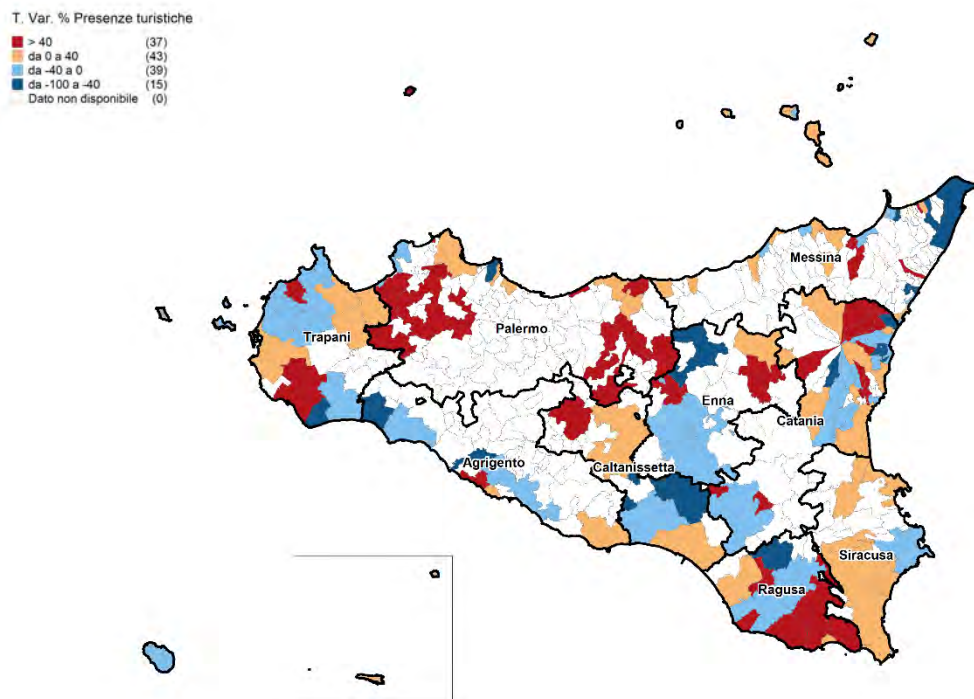 T. Var. % Presenze turistiche
> 40 (37)
da 0 a 40 (43)
da -40 a 0 (39)
da -100 a -40 (15)
Dato non disponibile (0)
Messina
Palermo
Trapani
Enna
Catania
Agrigento
Caltanissetta
Siracusa
Ragusa